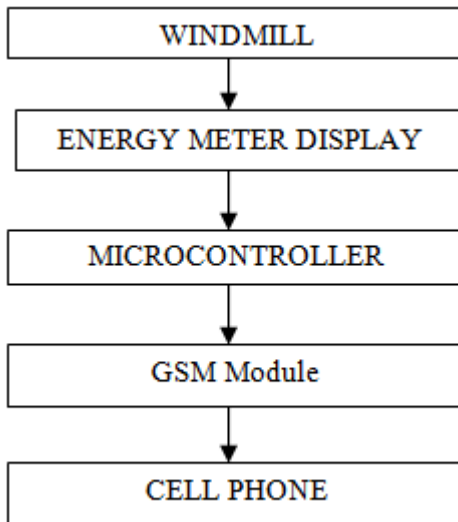 WINDMILL
ENERGY METER DISPLAY
MICROCONTROLLER
GSM Module
CELL PHONE